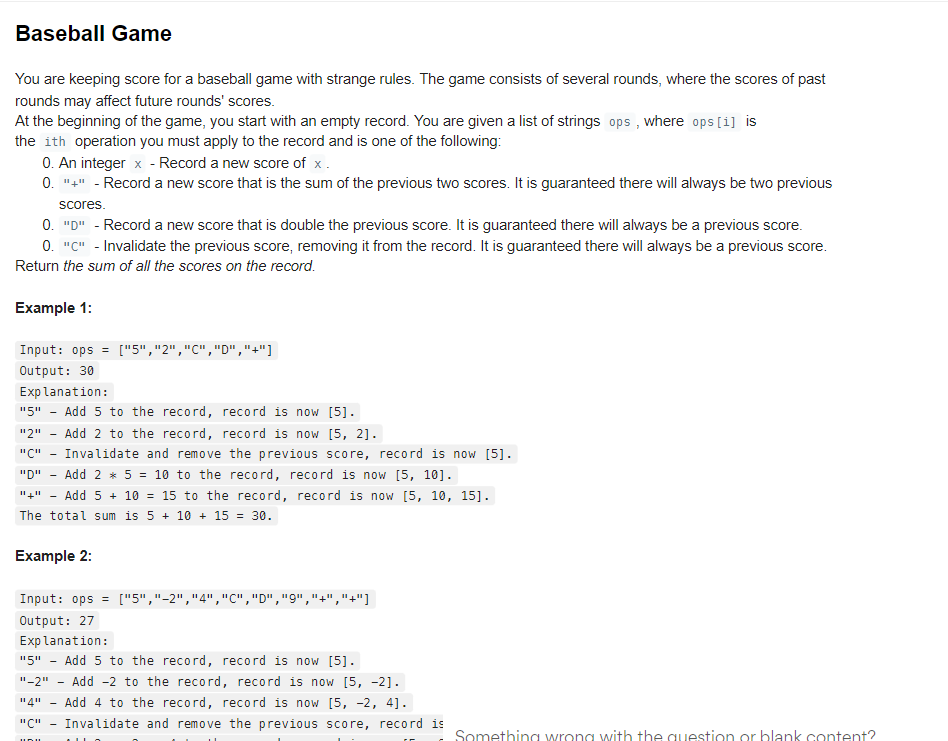 Baseball Game
You are keeping score for a baseball game with strange rules. The game consists of several rounds, where the scores of past
rounds may affect future rounds' scores.
At the beginning of the game, you start with an empty record. You are given a list of strings ops , where ops[i] is
the ith operation you must apply to the record and is one of the following:
0. An integer x - Record a new score of x .
0. "+" - Record a new score that is the sum of the previous two scores. It is guaranteed there will always be two previous
scores.
0. "D" - Record a new score that is double the previous score. It is guaranteed there will always be a previous score.
0. "C" - Invalidate the previous score, removing it from the record. It is guaranteed there will always be a previous score.
Return the sum of all the scores on the record.
Example 1:
Input: ops = ["5","2","C","D","+"]
Output: 30
Explanation:
"5" - Add 5 to the record, record is now [5].
"2" - Add 2 to the record, record is now [5, 2].
"C" - Invalidate and remove the previous score, record is now [5].
"D" - Add 2 * 5 = 10 to the record, record is now [5, 10].
"+" - Add 5 + 10 = 15 to the record, record is now [5, 10, 15].
The total sum is 5 + 10 + 15 = 30.
Example 2:
Input: ops = ["5","-2","4","C","D","9","+","+"]
Output: 27
Explanation:
"5" - Add 5 to the record, record is now [5].
"-2" - Add -2 to the record, record is now [5, -2].
"4" - Add 4 to the record, record is now [5, -2, 4].
"C" - Invalidate and remove the previous score, record is
Something wrong with the question or blank content?